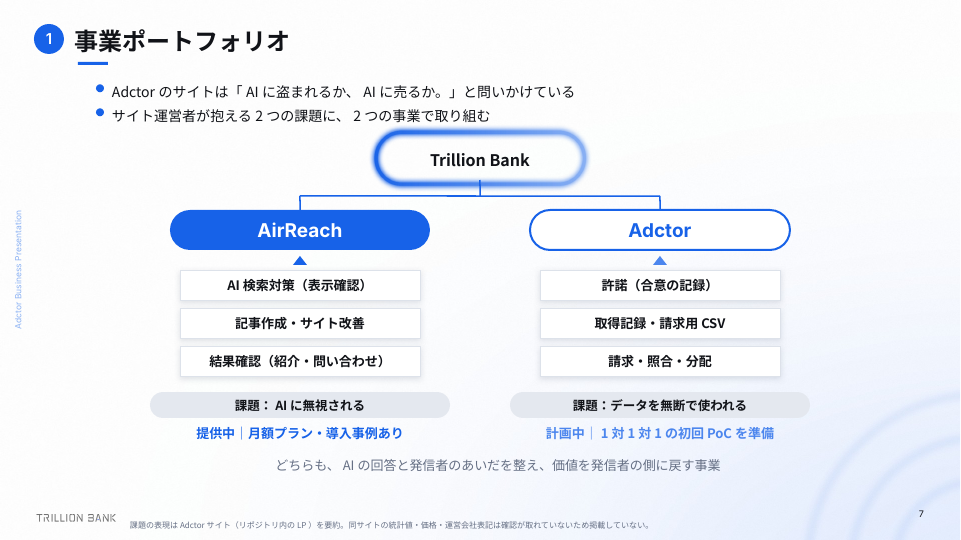 1 事業ポートフォリオ
Adctor のサイトは「 AI に盗まれるか、 AI に売るか。」と問いかけている
サイト運営者が抱える 2 つの課題に、 2 つの事業で取り組む
Trillion Bank
AirReach
Adctor
AI 検索対策（表示確認）
許諾（合意の記録）
記事作成・サイト改善
取得記録・請求用 CSV
結果確認（紹介・問い合わせ）
請求・照合・分配
課題： AI に無視される
課題：データを無断で使われる
提供中｜月額プラン・導入事例あり
計画中｜ 1 対 1 対 1 の初回 PoC を準備
どちらも、 AI の回答と発信者のあいだを整え、価値を発信者の側に戻す事業
Adctor Business Presentation
TRILLION BANK
課題の表現は Adctor サイト（リポジトリ内の LP ）を要約。同サイトの統計値・価格・運営会社表記は確認が取れていないため掲載していない。
7